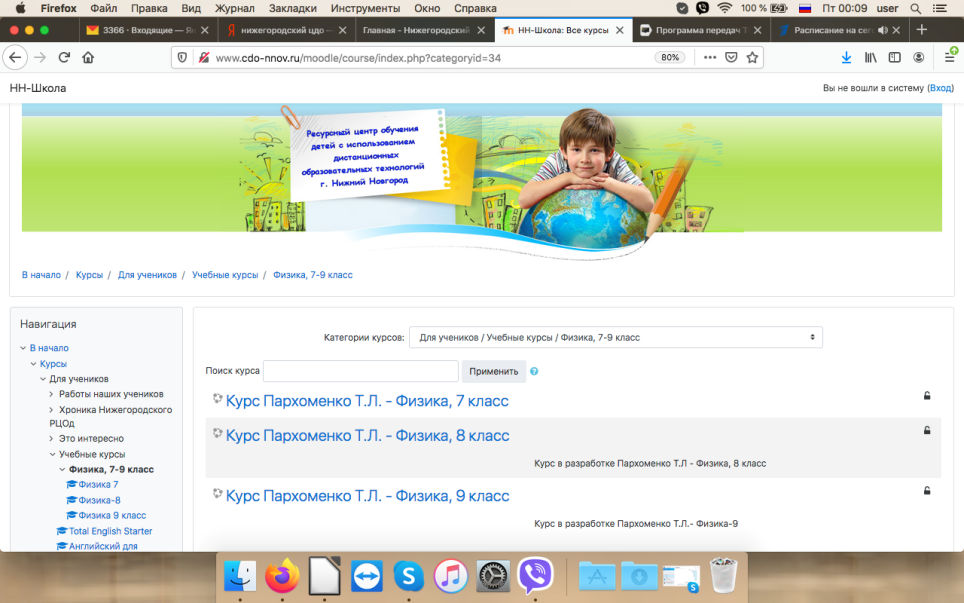 Firefox Файл Правка Вид Журнал Закладки Инструменты Окно Справка 100 % Пт 00:09 user
3366 · Входящие — Ян
нижегородский цдо —
Главная - Нижегородский
НН-Школа: Все курсы
Программа передач Т
Расписание на сег
www.cdo-nnov.ru/moodle/course/index.php?categoryid=34 80%
НН-Школа Вы не вошли в систему (Вход)
Ресурсный центр обучения
детей с использованием
дистанционных
образовательных технологий
г. Нижний Новгород
В начало / Курсы / Для учеников / Учебные курсы / Физика, 7-9 класс
Навигация
В начало
Курсы
Для учеников
Работы наших учеников
Хроника Нижегородского
РЦОд
Это интересно
Учебные курсы
Физика, 7-9 класс
Физика 7
Физика-8
Физика 9 класс
Total English Starter
Английский для
Категории курсов: Для учеников / Учебные курсы / Физика, 7-9 класс
Поиск курса Применить
Курс Пархоменко Т.Л. - Физика, 7 класс
Курс Пархоменко Т.Л. - Физика, 8 класс
Курс в разработке Пархоменко Т.Л - Физика, 8 класс
Курс Пархоменко Т.Л. - Физика, 9 класс
Курс в разработке Пархоменко Т.Л.- Физика-9